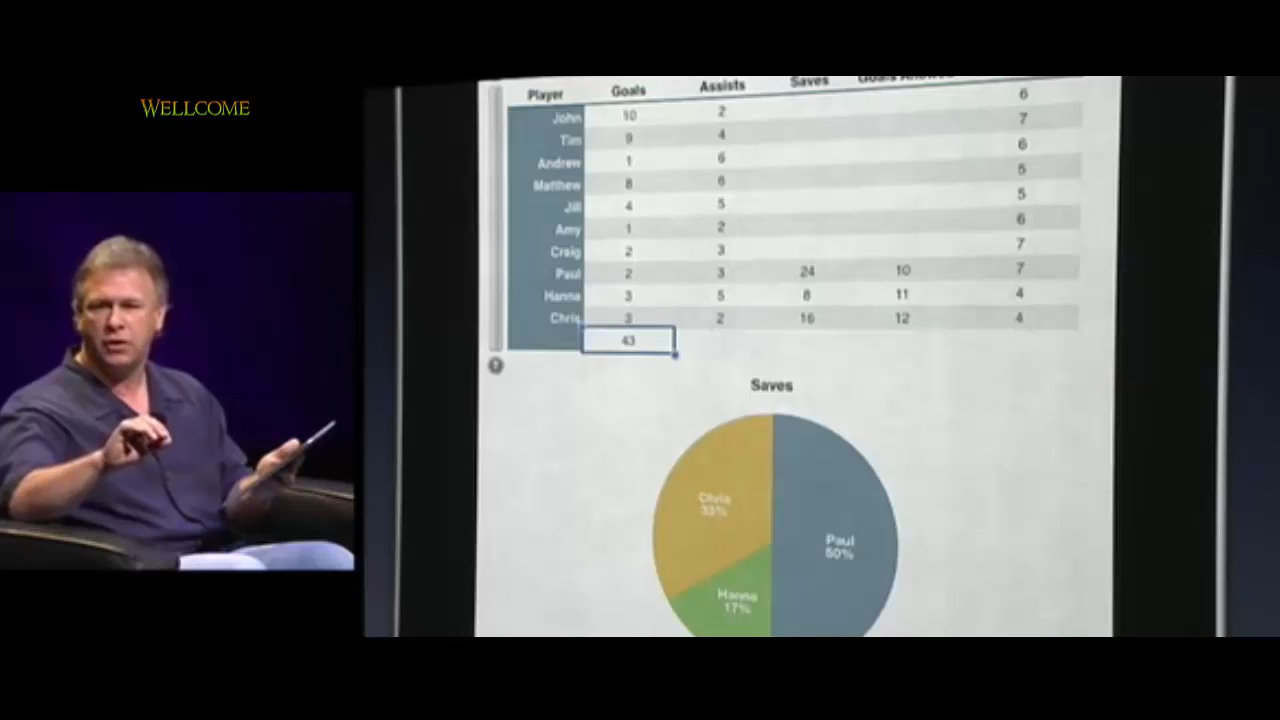 WELLCOME
Player Goals Assists Saves Goals
John 10 2 6
Tim 9 4 7
Andrew 1 6 6
Matthew 8 6 5
Jill 4 5 5
Amy 1 2 6
Craig 2 3 7
Paul 2 3 24 10 7
Hanna 3 5 8 11 4
Chris 3 2 16 12 4
43
Saves
Chris
33%
Paul
50%
Hanna
17%